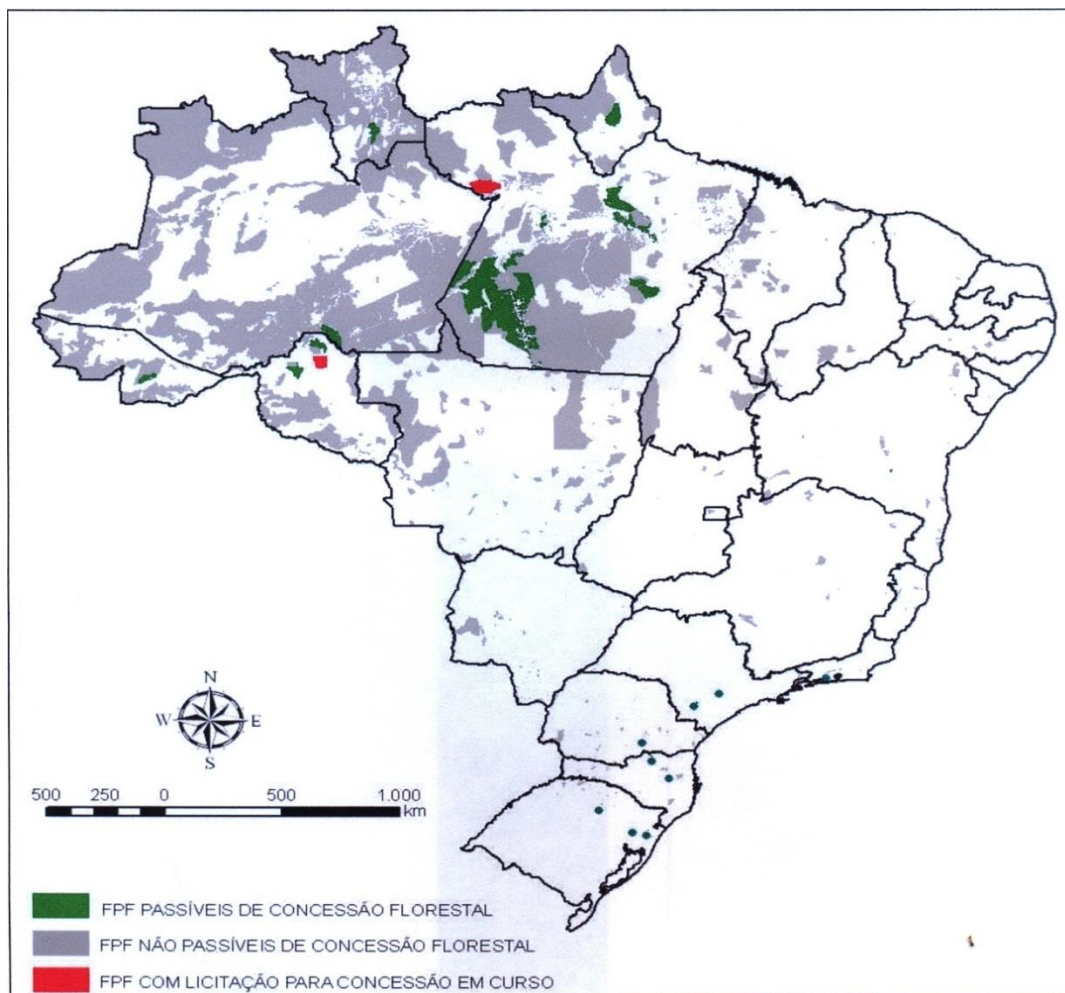 N
W E
S
500 250 0 500 1.000
km
FPF PASSÍVEIS DE CONCESSÃO FLORESTAL
FPF NÃO PASSÍVEIS DE CONCESSÃO FLORESTAL
FPF COM LICITAÇÃO PARA CONCESSÃO EM CURSO